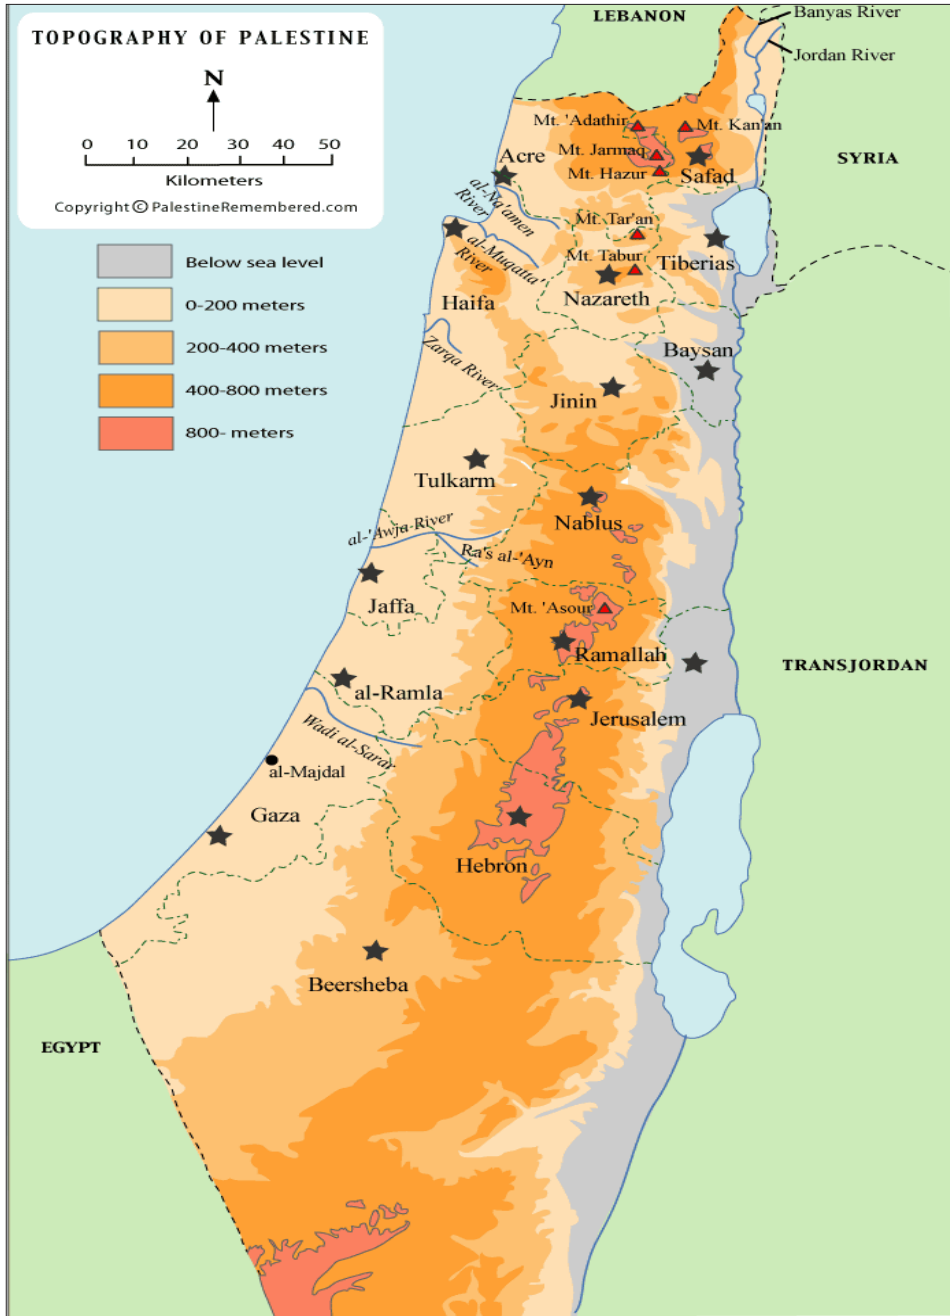 TOPOGRAPHY OF PALESTINE
N
0 10 20 30 40 50
Kilometers
Copyright © PalestineRemembered.com
Below sea level
0-200 meters
200-400 meters
400-800 meters
800- meters
LEBANON
Banyas River
Jordan River
Mt. 'Adathir
Mt. Kan'an
Acre
Mt. Jarmaq
SYRIA
Mt. Hazur
Safad
al-Na'amen
River
Mt. Tar'an
al-Muqatta'
River
Mt. Tabur
Tiberias
Haifa
Nazareth
Zarqa River
Baysan
Jinin
Tulkarm
Nablus
al-'Awja-River
Ra's al-'Ayn
Jaffa
Mt. 'Asour
Ramallah
TRANSJORDAN
al-Ramla
Jerusalem
Wadi al-Sarar
al-Majdal
Gaza
Hebron
Beersheba
EGYPT